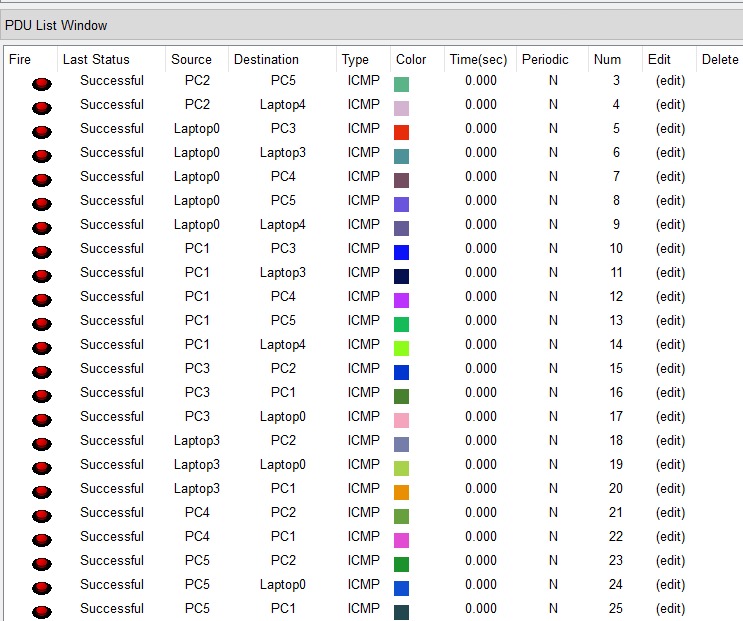 PDU List Window
Fire Last Status Source Destination Type Color Time(sec) Periodic Num Edit Delete
Successful PC2 PC5 ICMP 0.000 N 3 (edit)
Successful PC2 Laptop4 ICMP 0.000 N 4 (edit)
Successful Laptop0 PC3 ICMP 0.000 N 5 (edit)
Successful Laptop0 Laptop3 ICMP 0.000 N 6 (edit)
Successful Laptop0 PC4 ICMP 0.000 N 7 (edit)
Successful Laptop0 PC5 ICMP 0.000 N 8 (edit)
Successful Laptop0 Laptop4 ICMP 0.000 N 9 (edit)
Successful PC1 PC3 ICMP 0.000 N 10 (edit)
Successful PC1 Laptop3 ICMP 0.000 N 11 (edit)
Successful PC1 PC4 ICMP 0.000 N 12 (edit)
Successful PC1 PC5 ICMP 0.000 N 13 (edit)
Successful PC1 Laptop4 ICMP 0.000 N 14 (edit)
Successful PC3 PC2 ICMP 0.000 N 15 (edit)
Successful PC3 PC1 ICMP 0.000 N 16 (edit)
Successful PC3 Laptop0 ICMP 0.000 N 17 (edit)
Successful Laptop3 PC2 ICMP 0.000 N 18 (edit)
Successful Laptop3 Laptop0 ICMP 0.000 N 19 (edit)
Successful Laptop3 PC1 ICMP 0.000 N 20 (edit)
Successful PC4 PC2 ICMP 0.000 N 21 (edit)
Successful PC4 PC1 ICMP 0.000 N 22 (edit)
Successful PC5 PC2 ICMP 0.000 N 23 (edit)
Successful PC5 Laptop0 ICMP 0.000 N 24 (edit)
Successful PC5 PC1 ICMP 0.000 N 25 (edit)